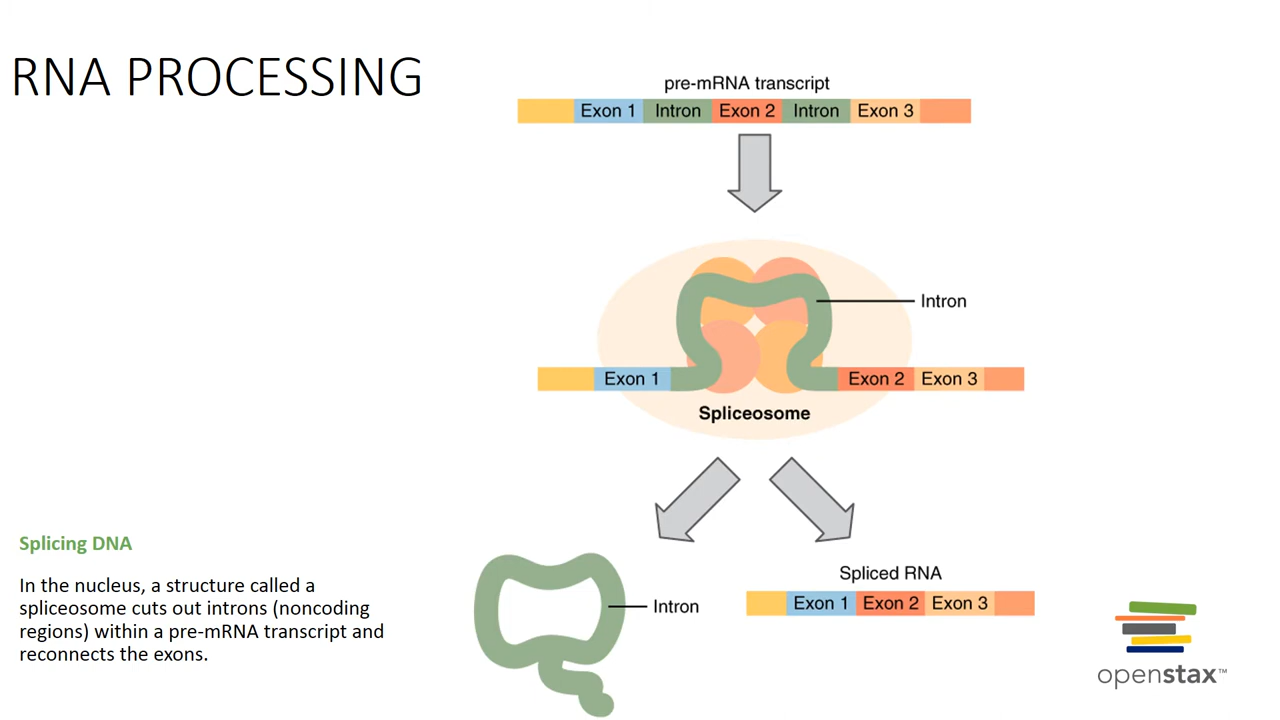 RNA PROCESSING
pre-mRNA transcript
Exon 1 Intron Exon 2 Intron Exon 3
Intron
Exon 1 Exon 2 Exon 3
Spliceosome
Splicing DNA
In the nucleus, a structure called a
spliceosome cuts out introns (noncoding
regions) within a pre-mRNA transcript and
reconnects the exons.
Intron
Spliced RNA
Exon 1 Exon 2 Exon 3
openstax™